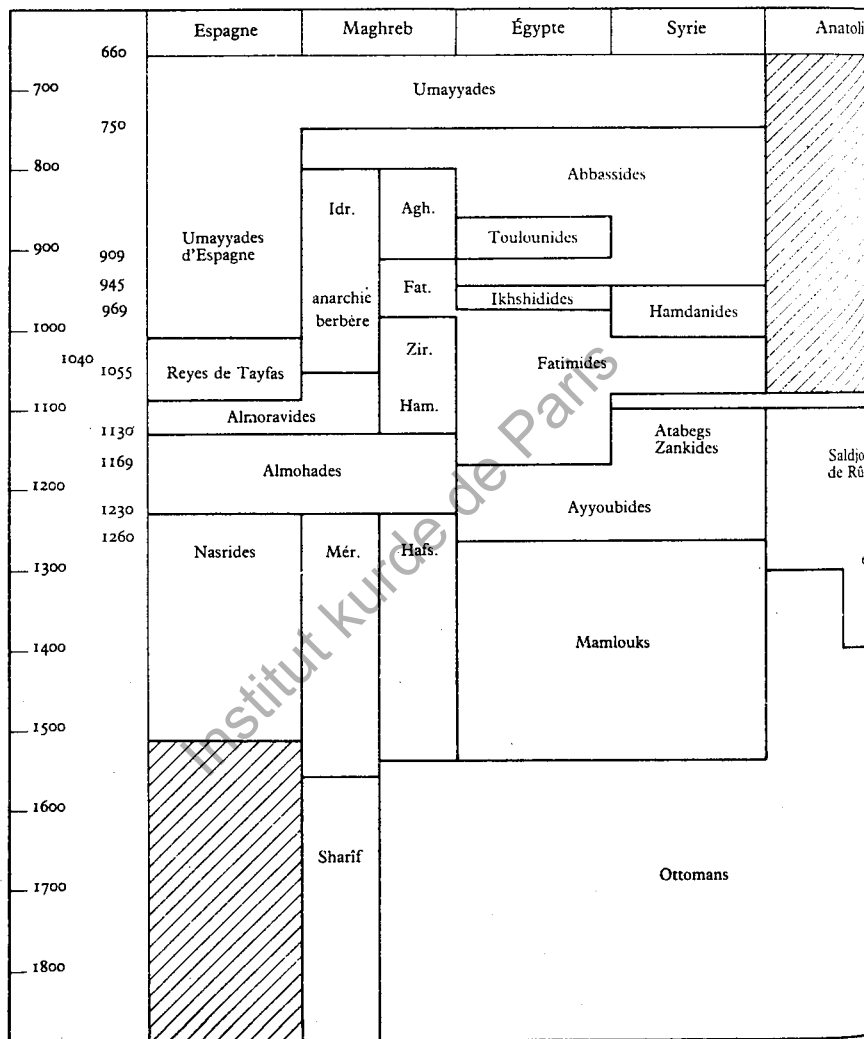 Espagne Maghreb Égypte Syrie Anatoli
660
700
Umayyades
750
800
Abbassides
Idr. Agh.
Umayyades
d'Espagne
Toulounides
900
909
945
anarchie
berbère
Fat.
Ikhshidides
Hamdanides
969
1000
Zir.
Fatimides
1040
1055
Reyes de Tayfas
1100
Almoravides
Ham.
1130
Atabegs
Zankides
1169
Almohades
Saldjo
de Rû
1200
Ayyoubides
1230
1260
Nasrides Mér. Hafs.
1300
1400
Mamlouks
1500
1600
Sharîf
Ottomans
1700
1800
Institut kurde de Paris